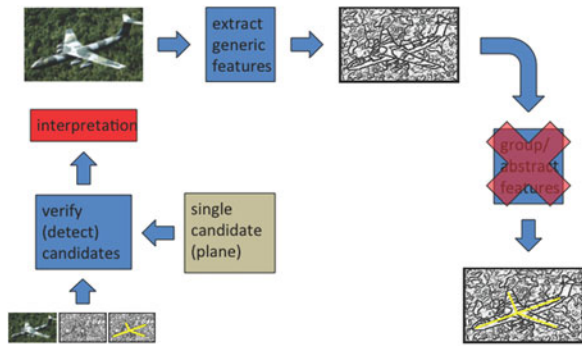 extract
generic
features
group/
abstract
features
interpretation
verify
(detect)
candidates
single
candidate
(plane)